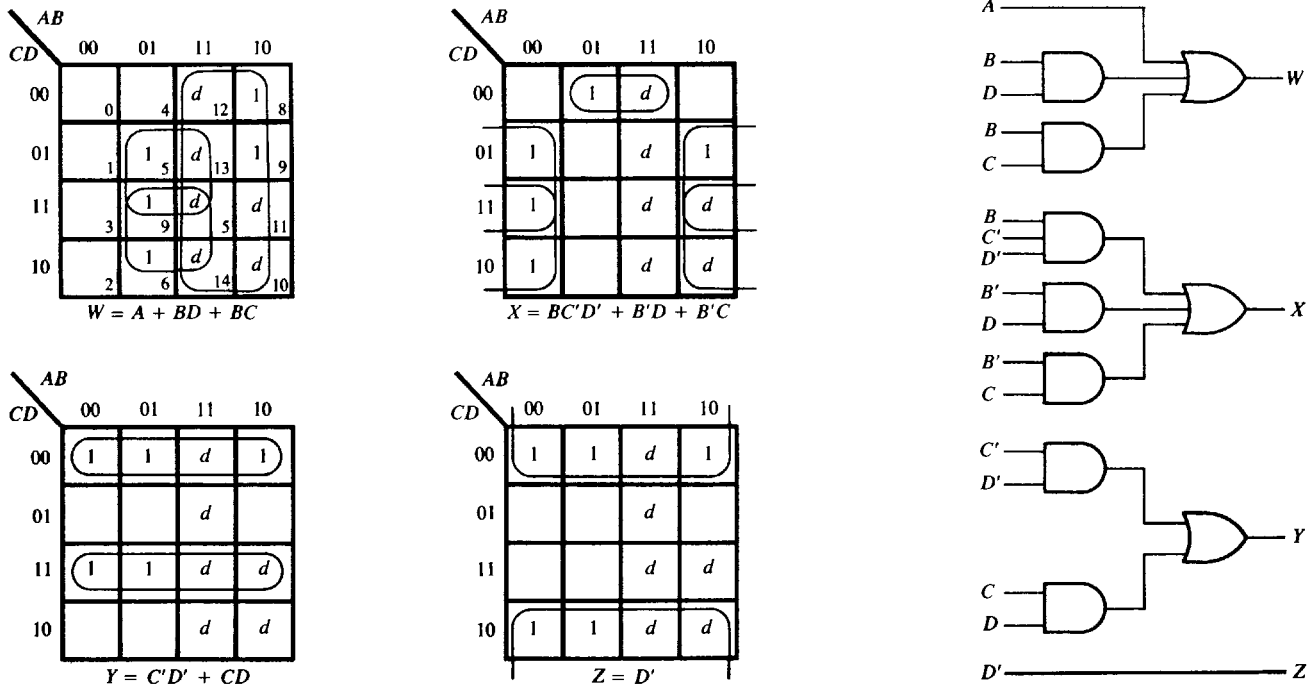 AB
CD 00 01 11 10
00 d 1
0 4 12 8
01 1 d 1
1 5 13 9
11 1 d d
3 9 5 11
10 1 d d
2 6 14 10
W = A + BD + BC
AB
CD 00 01 11 10
00 1 d
01 1 d 1
11 1 d d
10 1 d d
X = BC'D' + B'D + B'C
AB
CD 00 01 11 10
00 1 1 d 1
01 d
11 1 1 d d
10 d d
Y = C'D' + CD
AB
CD 00 01 11 10
00 1 1 d 1
01 d
11 d d
10 1 1 d d
Z = D'
A
B
W
D
B
C
B
C'
D'
B'
X
D
B'
C
C'
D'
Y
C
D
D' Z